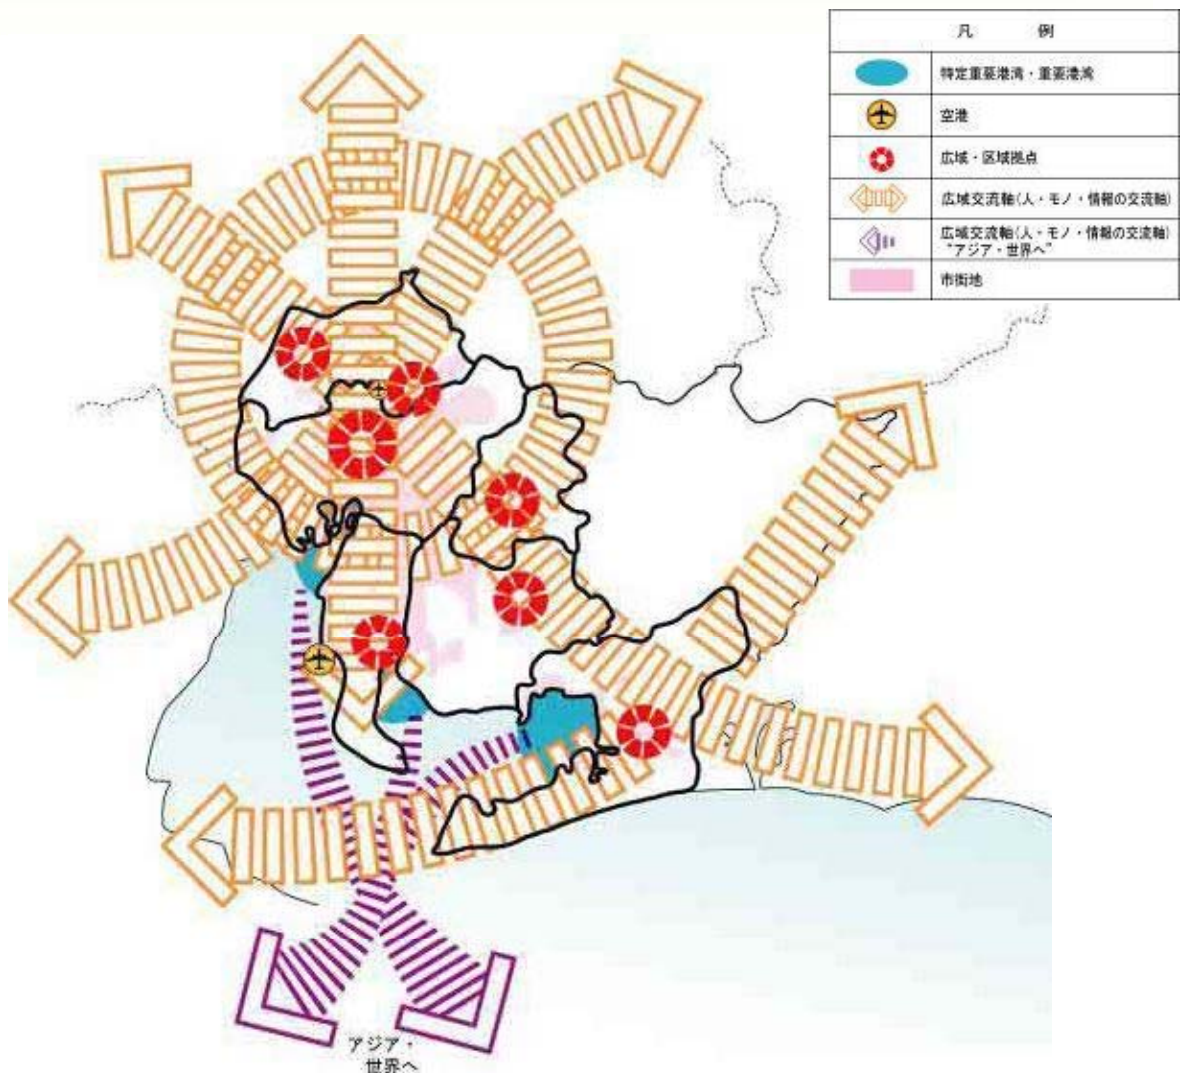 凡 例
特定重要港湾・重要港湾
空港
広域・区域拠点
広域交流軸(人・モノ・情報の交流軸)
広域交流軸(人・モノ・情報の交流軸)
“アジア・世界へ”
市街地
アジア・
世界へ